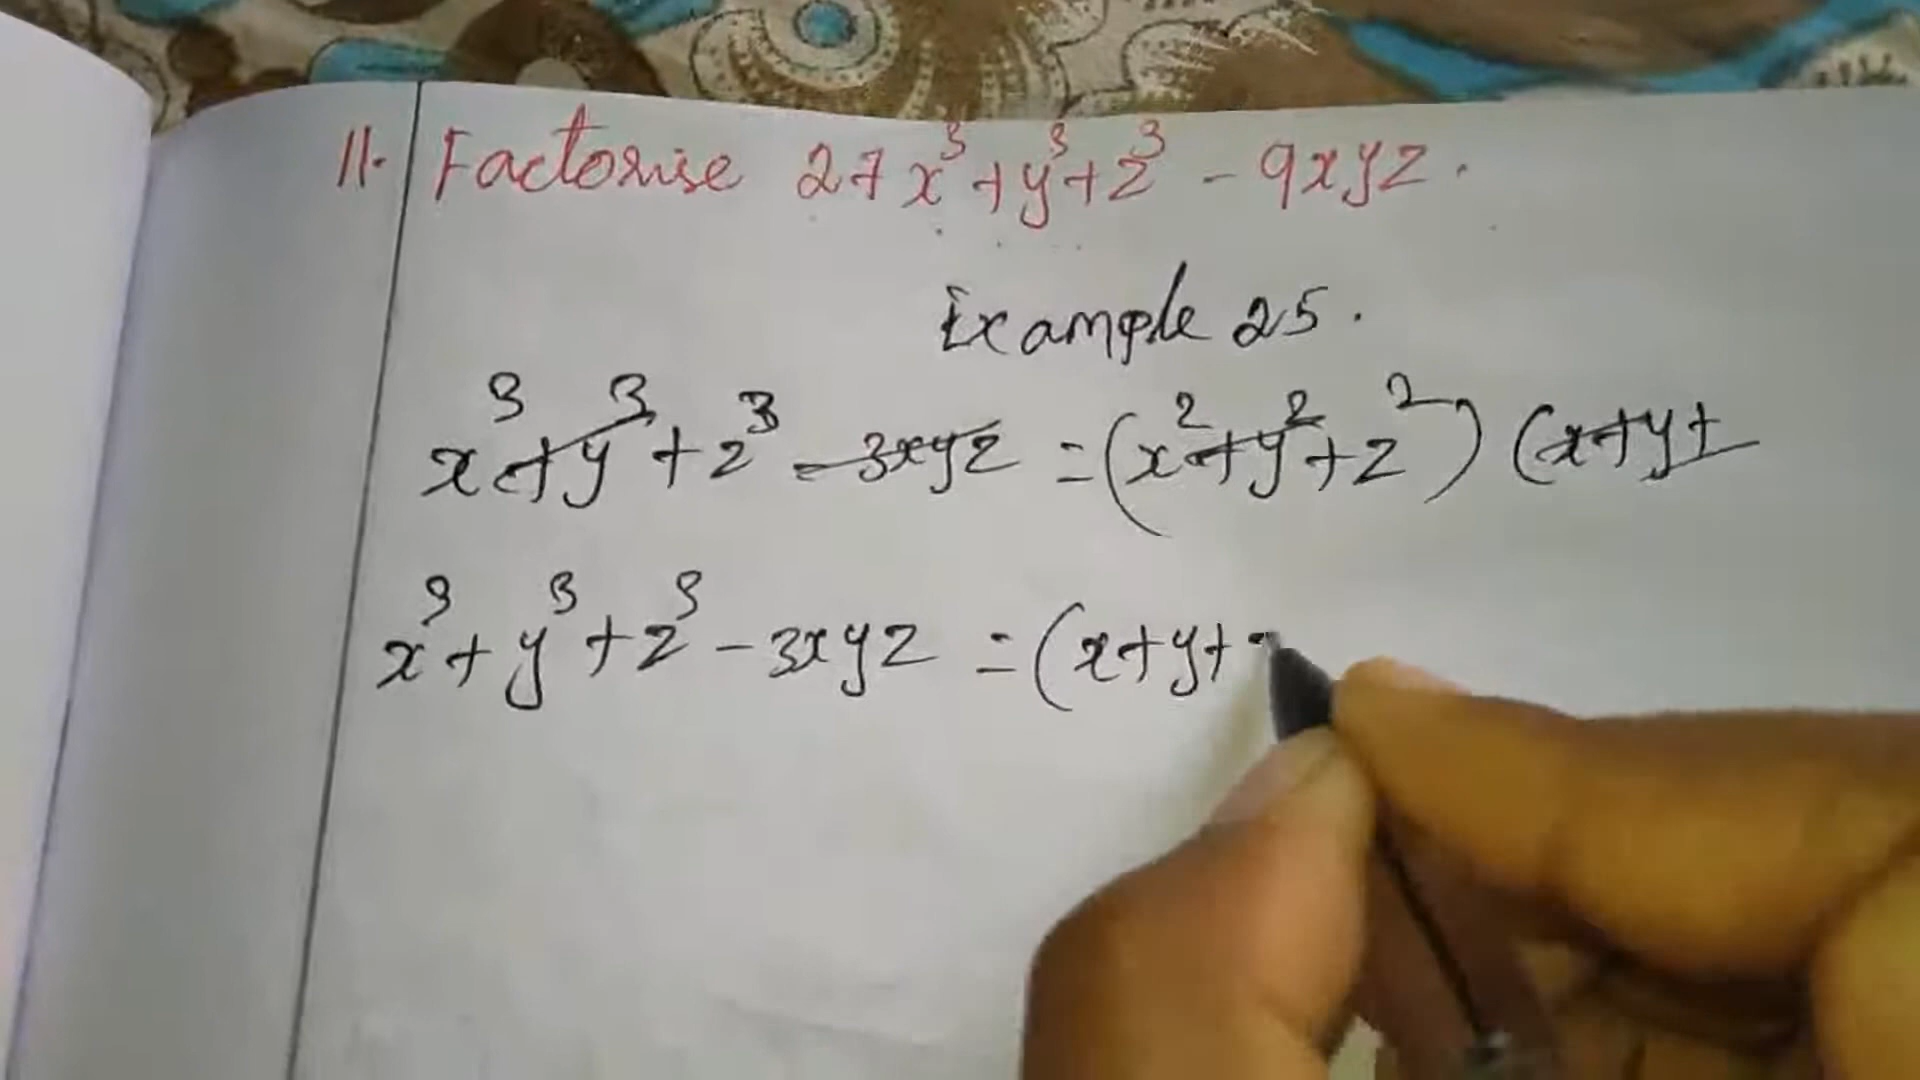 11. Factorise 27x³+y³+z³ - 9xyz.
Example 25.
x³+y³+z³-3xyz=(x²+y²+z²)(x+y+
x³+y³+z³-3xyz=(x+y+